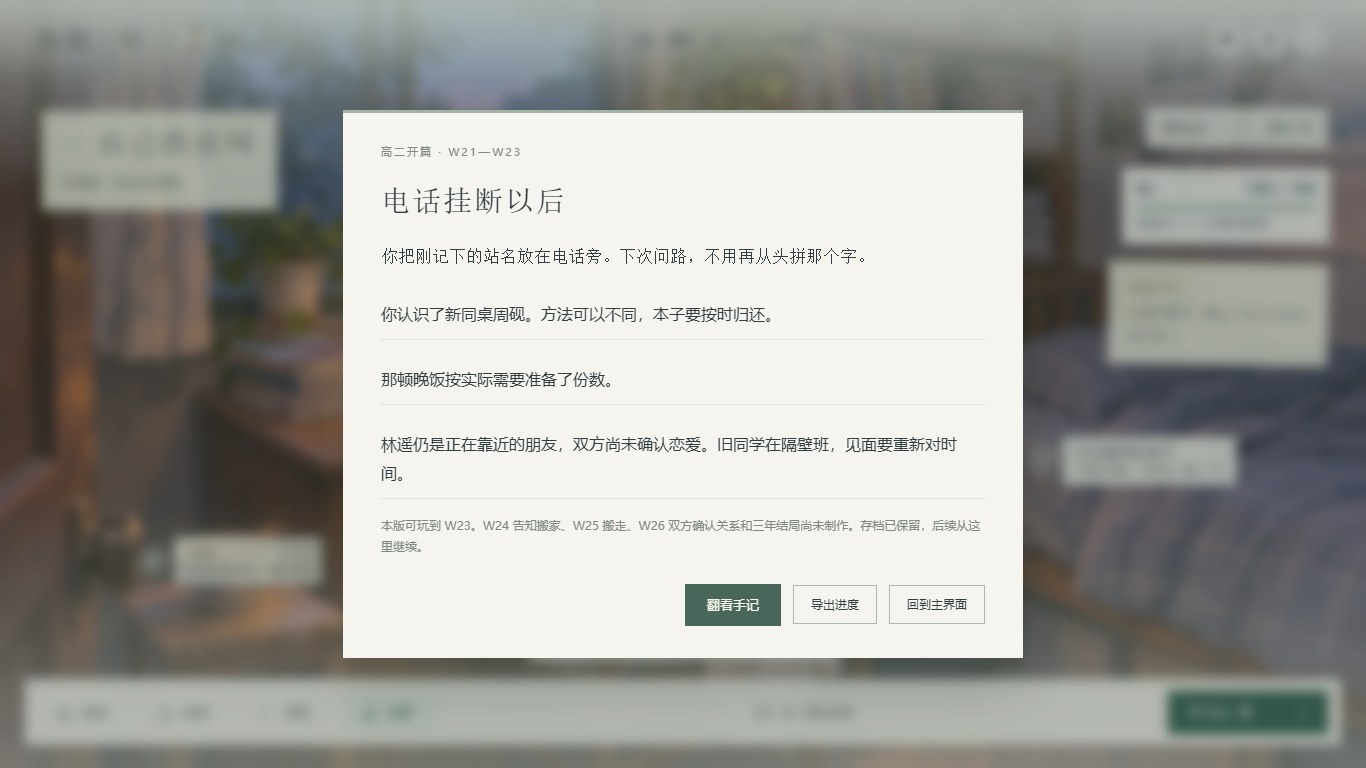 高二开篇 · W21—W23
电话挂断以后
你把刚记下的站名放在电话旁。下次问路，不用再从头拼那个字。
你认识了新同桌周砚。方法可以不同，本子要按时归还。
那顿晚饭按实际需要准备了份数。
林遥仍是正在靠近的朋友，双方尚未确认恋爱。旧同学在隔壁班，见面要重新对时
间。
本版可玩到 W23。W24 告知搬家、W25 搬走、W26 双方确认关系和三年结局尚未制作。存档已保留，后续从这
里继续。
翻看手记
导出进度
回到主界面